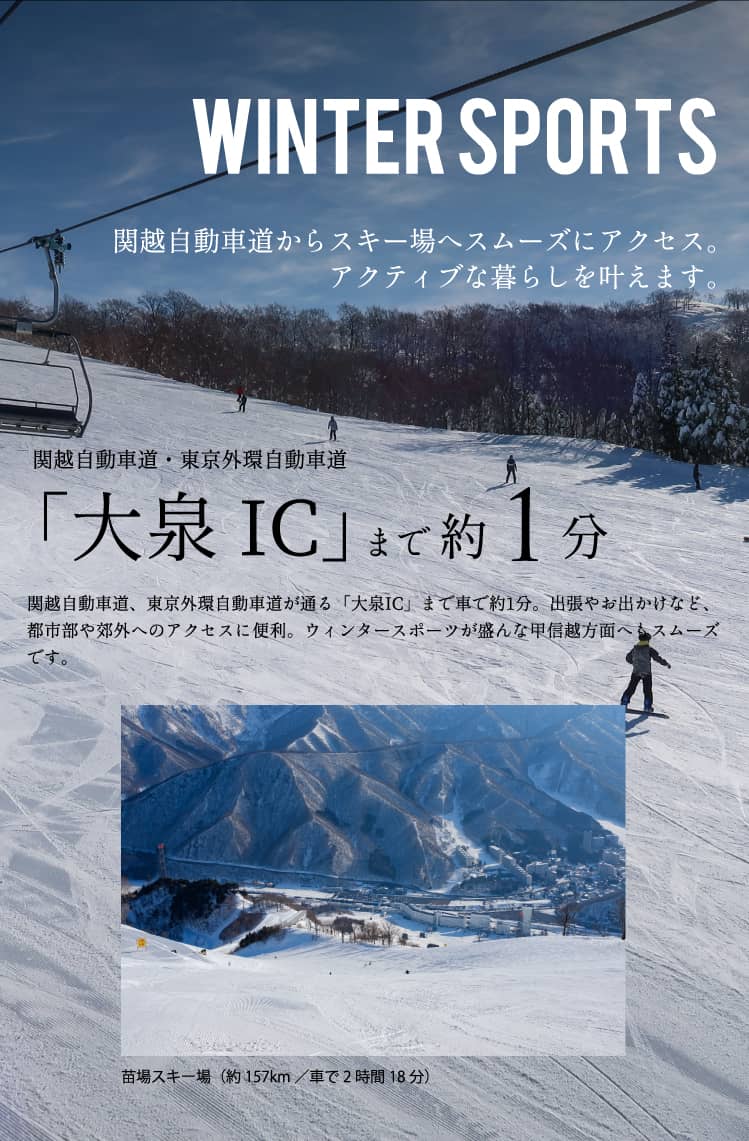 WINTER SPORTS
関越自動車道からスキー場へスムーズにアクセス。
アクティブな暮らしを叶えます。
関越自動車道・東京外環自動車道
「大泉 IC」まで約 1 分
関越自動車道、東京外環自動車道が通る「大泉IC」まで車で約1分。出張やお出かけなど、
都市部や郊外へのアクセスに便利。ウィンタースポーツが盛んな甲信越方面へもスムーズ
です。
苗場スキー場（約157km ／車で 2 時間 18 分）